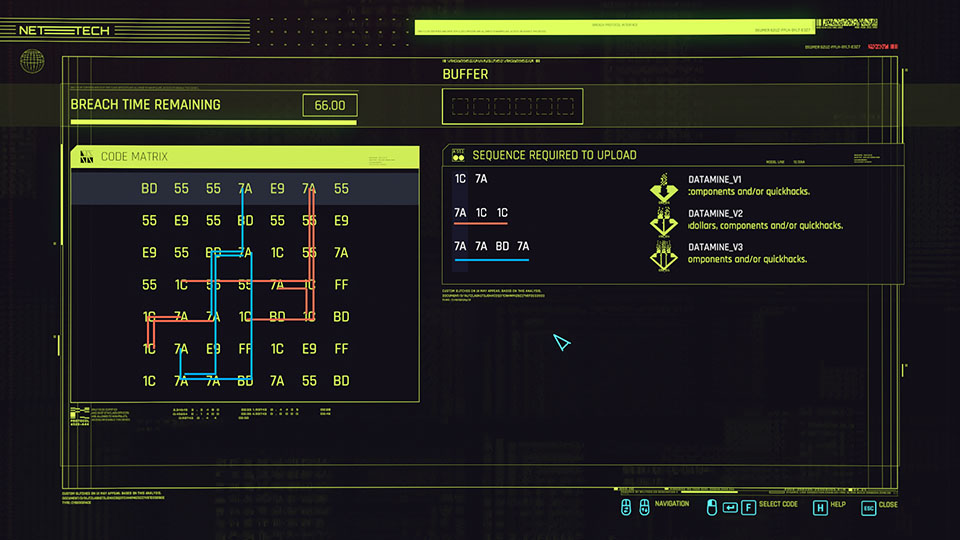 NET TECH
BUFFER
BREACH TIME REMAINING
66.00
CODE MATRIX
BD 55 55 7A E9 7A 55
55 E9 55 BD 55 55 E9
E9 55 BD 7A 1C 55 7A
55 1C 55 55 7A 1C FF
1C 7A 7A 1C BD 1C BD
1C 7A E9 FF 1C E9 FF
1C 7A 7A BD 7A 55 BD
SEQUENCE REQUIRED TO UPLOAD
1C 7A
DATAMINE_V1
components and/or quickhacks.
7A 1C 1C
DATAMINE_V2
dollars, components and/or quickhacks.
7A 7A BD 7A
DATAMINE_V3
omponents and/or quickhacks.
NAVIGATION
F SELECT CODE
H HELP
ESC CLOSE